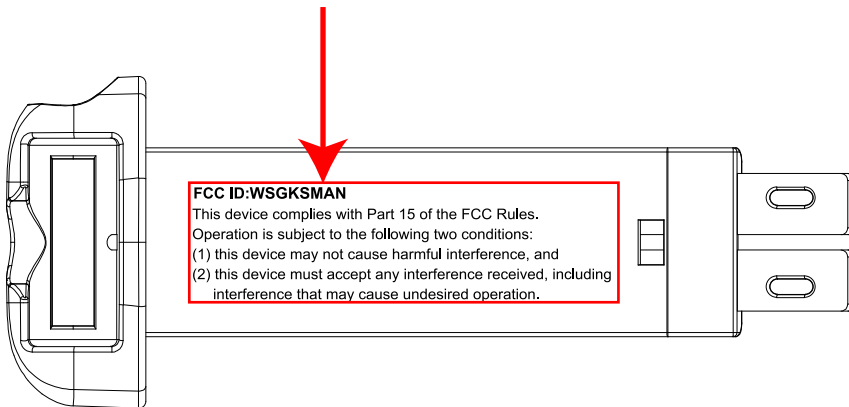 FCC ID:WSGKSMAN
This device complies with Part 15 of the FCC Rules.
Operation is subject to the following two conditions:
(1) this device may not cause harmful interference, and
(2) this device must accept any interference received, including
interference that may cause undesired operation.